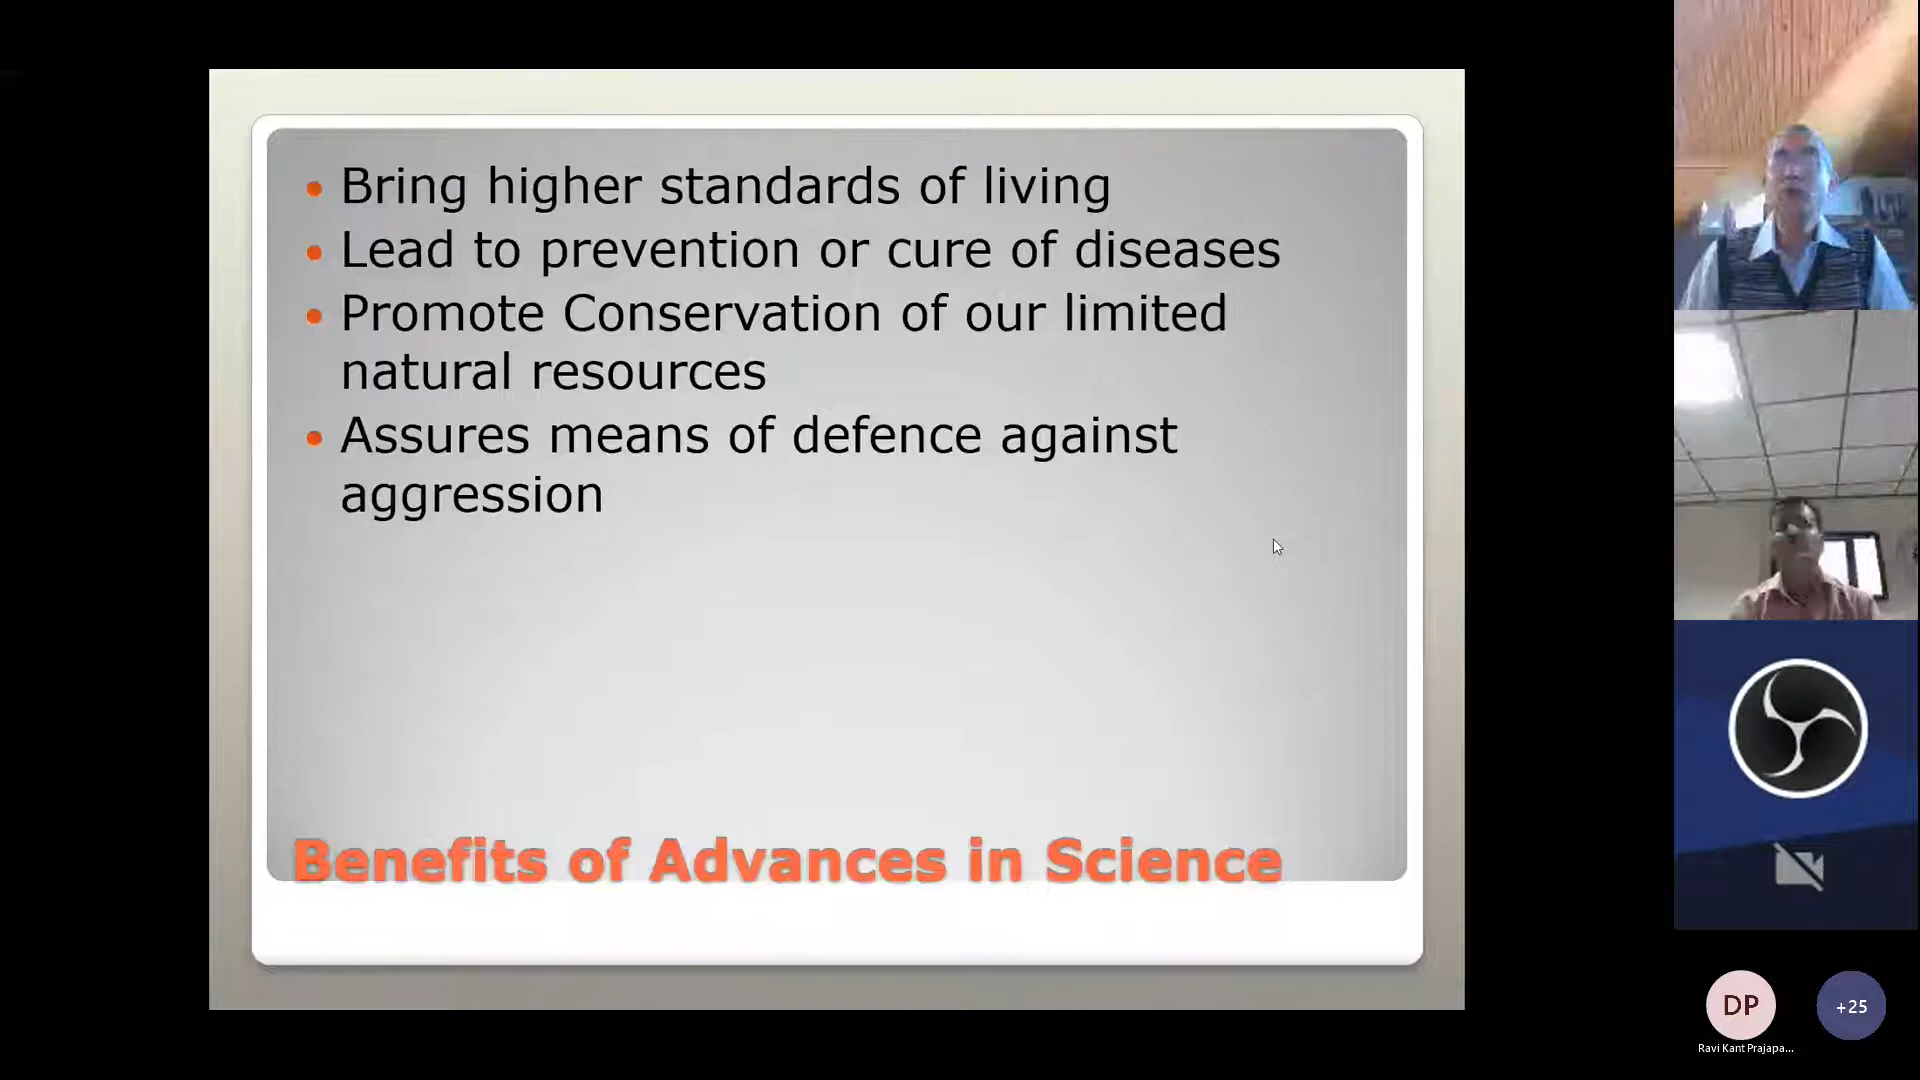 • Bring higher standards of living
• Lead to prevention or cure of diseases
• Promote Conservation of our limited
natural resources
• Assures means of defence against
aggression
Benefits of Advances in Science
DP
+25
Ravi Kant Prajapa...